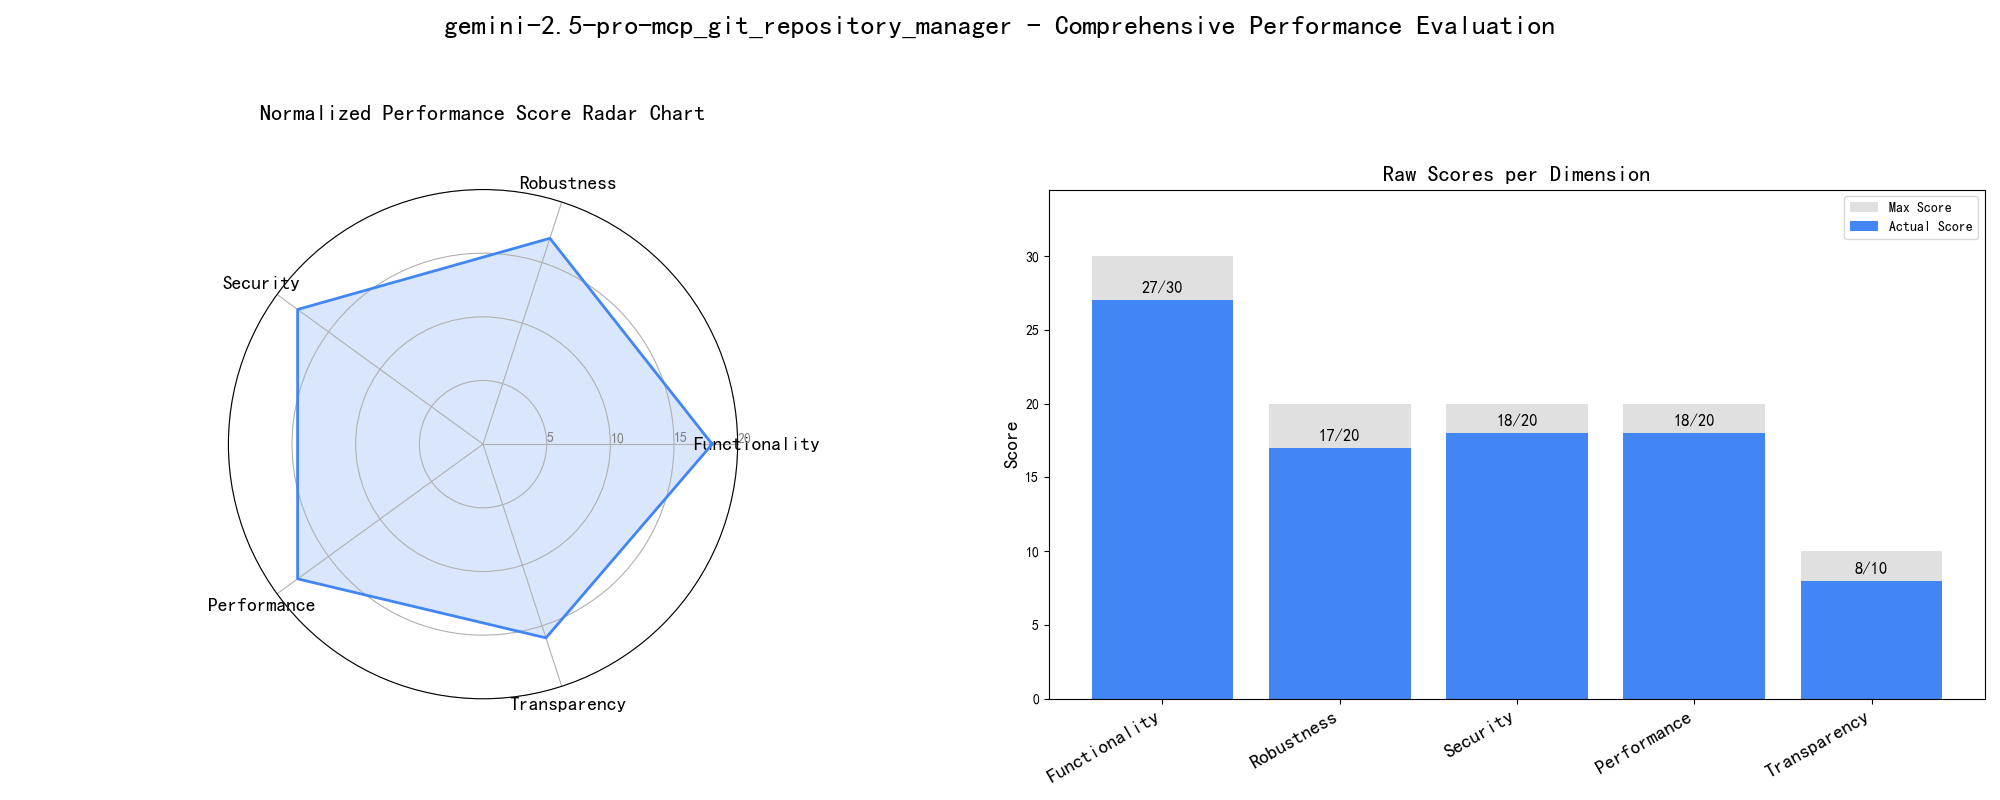 gemini-2.5-pro-mcp_git_repository_manager - Comprehensive Performance Evaluation
Normalized Performance Score Radar Chart
Robustness
Security
5
10
15
20
Functionality
Performance
Transparency
Raw Scores per Dimension
Max Score
Actual Score
Score
30
25
20
15
10
5
0
27/30
17/20
18/20
18/20
8/10
Functionality
Robustness
Security
Performance
Transparency